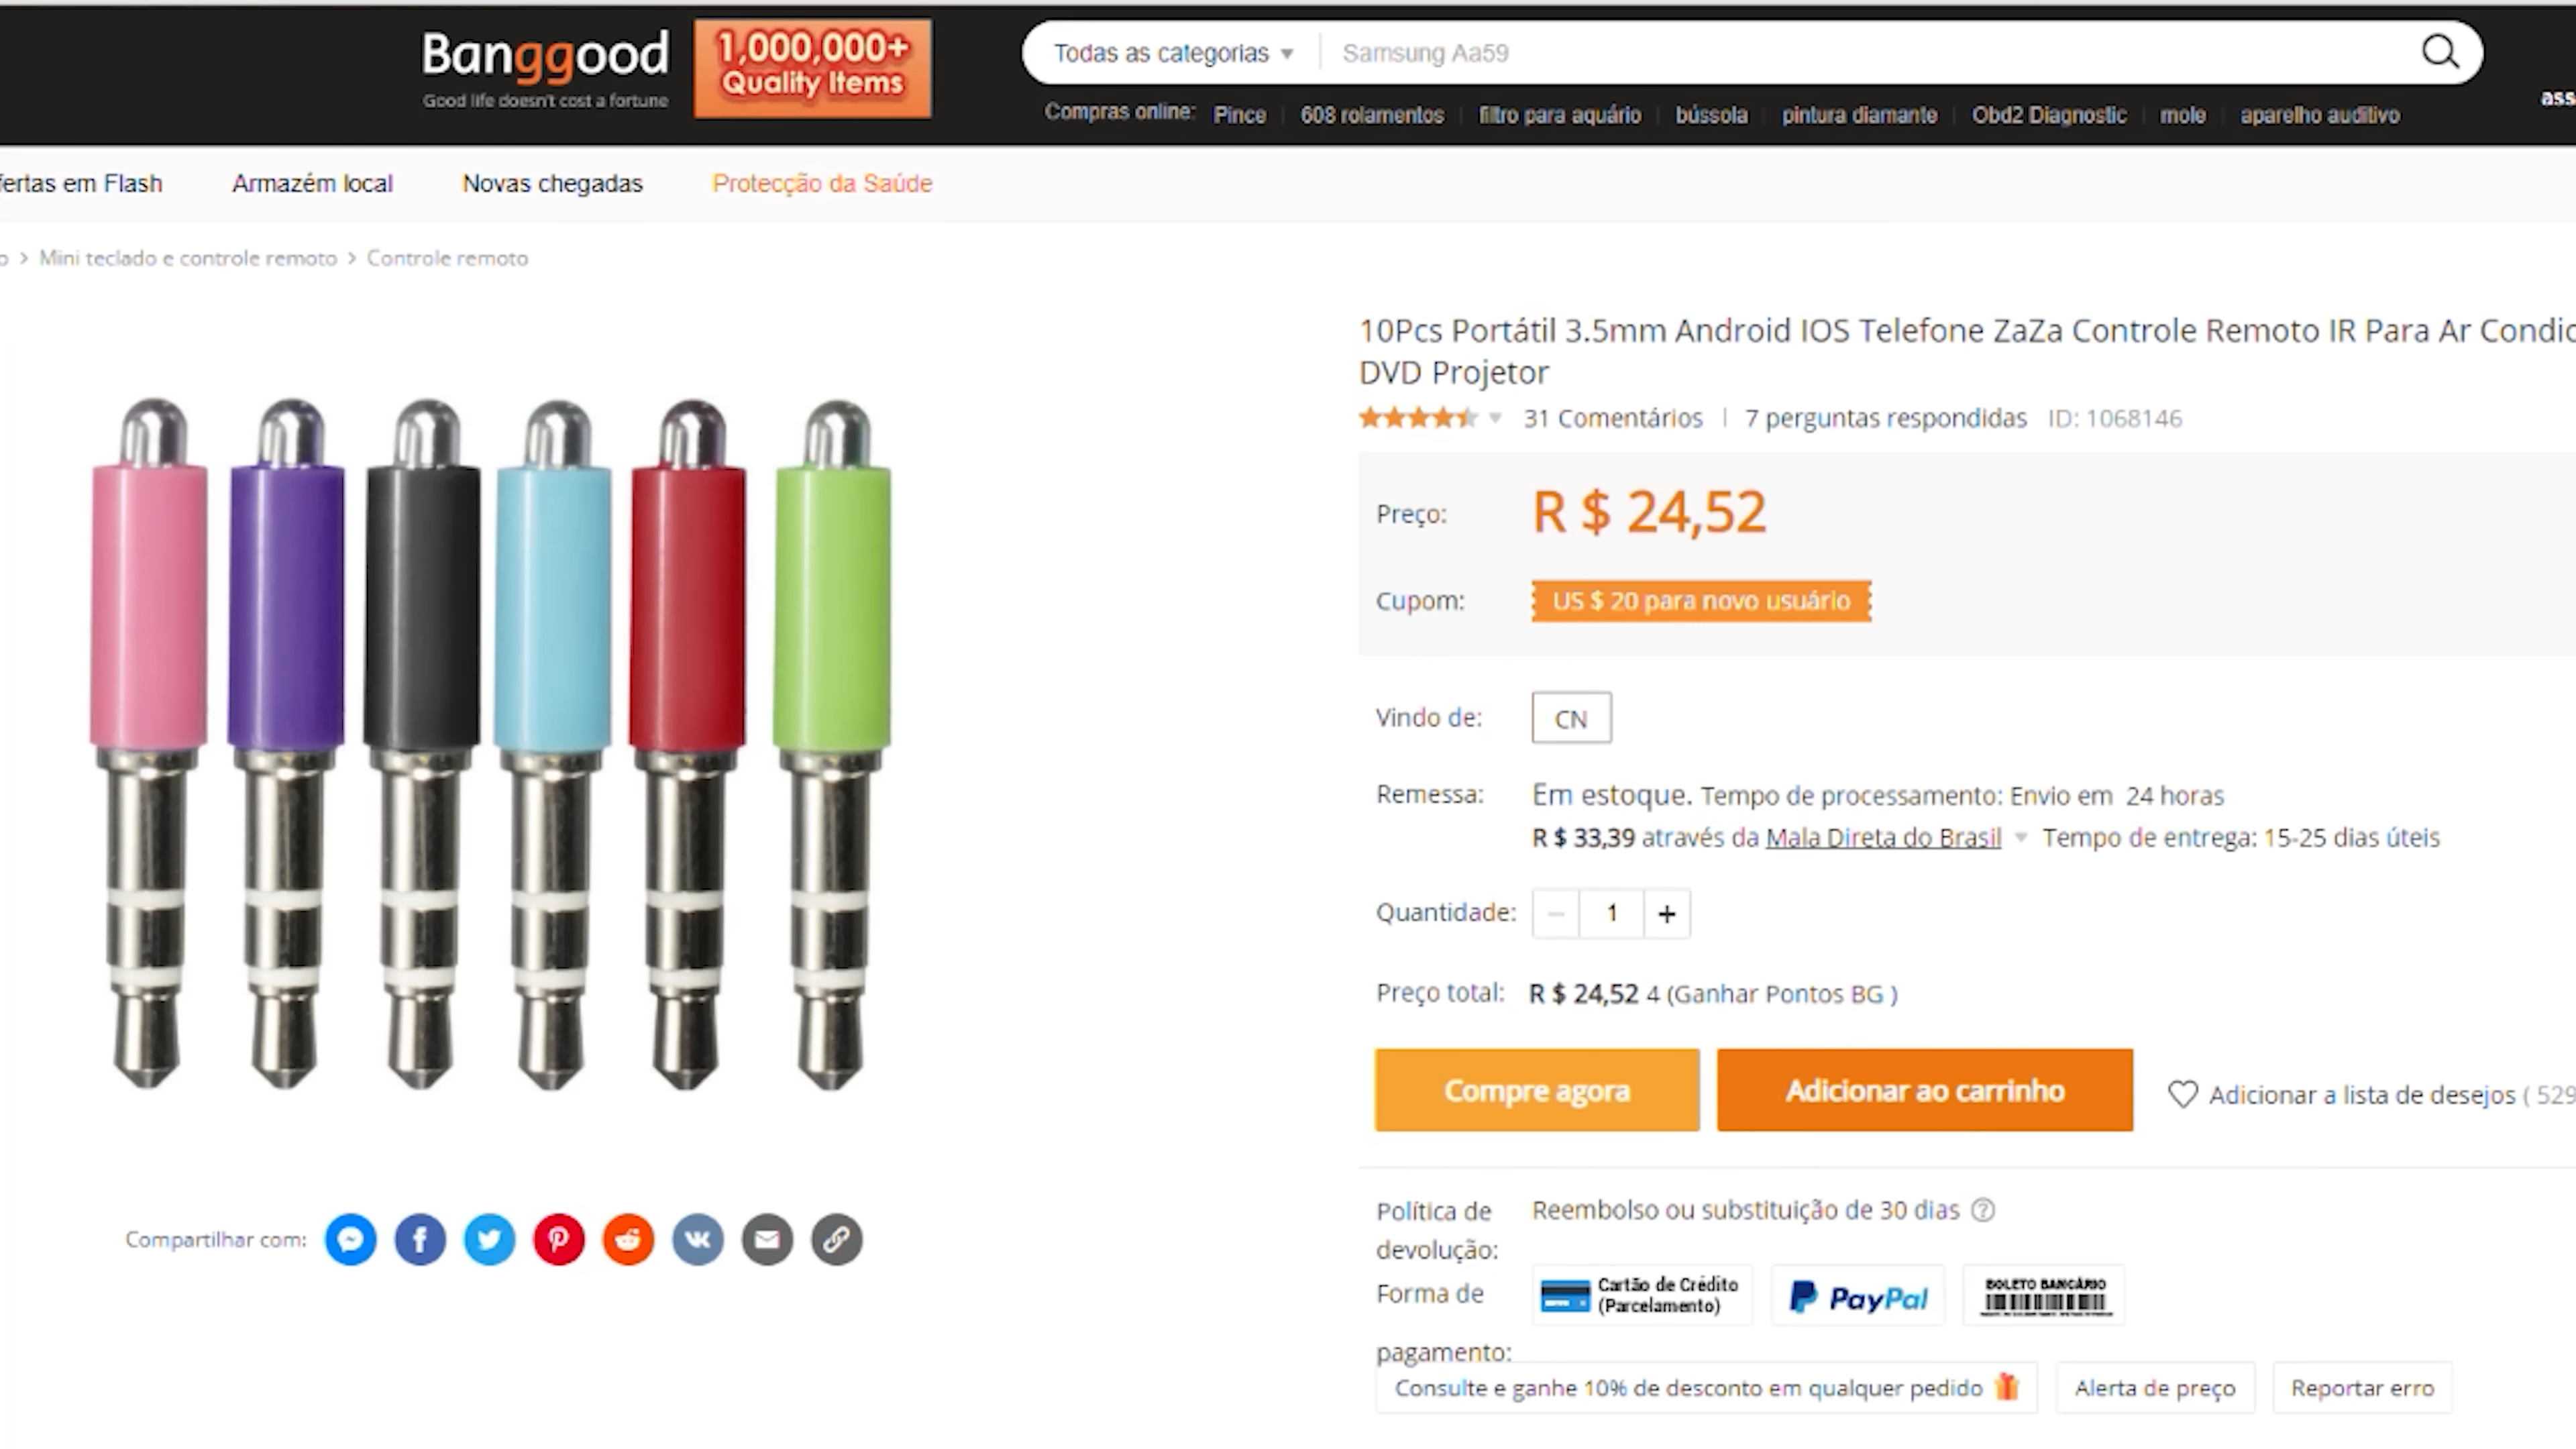 Banggood
Good life doesn't cost a fortune
1,000,000+
Quality Items
Todas as categorias
Samsung Aa59
Compras online: Pince 608 rolamentos filtro para aquário bússola pintura diamante Obd2 Diagnostic mole aparelho auditivo
fertas em Flash Armazém local Novas chegadas Protecção da Saúde
o > Mini teclado e controle remoto > Controle remoto
10Pcs Portátil 3.5mm Android IOS Telefone ZaZa Controle Remoto IR Para Ar Condic
DVD Projetor
31 Comentários | 7 perguntas respondidas ID: 1068146
Preço: R $ 24,52
Cupom: US $ 20 para novo usuário
Vindo de: CN
Remessa: Em estoque. Tempo de processamento: Envio em 24 horas
R $ 33,39 através da Mala Direta do Brasil Tempo de entrega: 15-25 dias úteis
Quantidade: − 1 +
Preço total: R $ 24,52 4 (Ganhar Pontos BG )
Compre agora
Adicionar ao carrinho
Adicionar a lista de desejos ( 529
Compartilhar com:
Política de devolução: Reembolso ou substituição de 30 dias ?
Forma de pagamento:
Cartão de Crédito
(Parcelamento)
PayPal
BOLETO BANCÁRIO
Consulte e ganhe 10% de desconto em qualquer pedido
Alerta de preço
Reportar erro